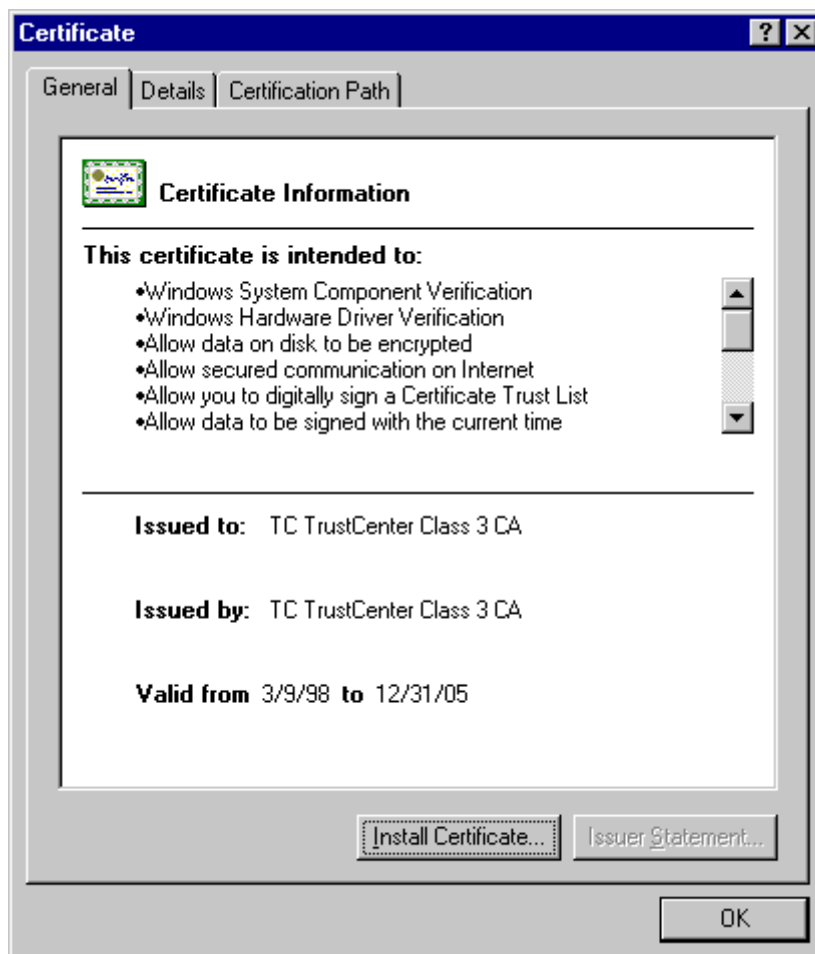 Certificate
General Details Certification Path
Certificate Information
This certificate is intended to:
•Windows System Component Verification
•Windows Hardware Driver Verification
•Allow data on disk to be encrypted
•Allow secured communication on Internet
•Allow you to digitally sign a Certificate Trust List
•Allow data to be signed with the current time
Issued to: TC TrustCenter Class 3 CA
Issued by: TC TrustCenter Class 3 CA
Valid from 3/9/98 to 12/31/05
Install Certificate... Issuer Statement...
OK